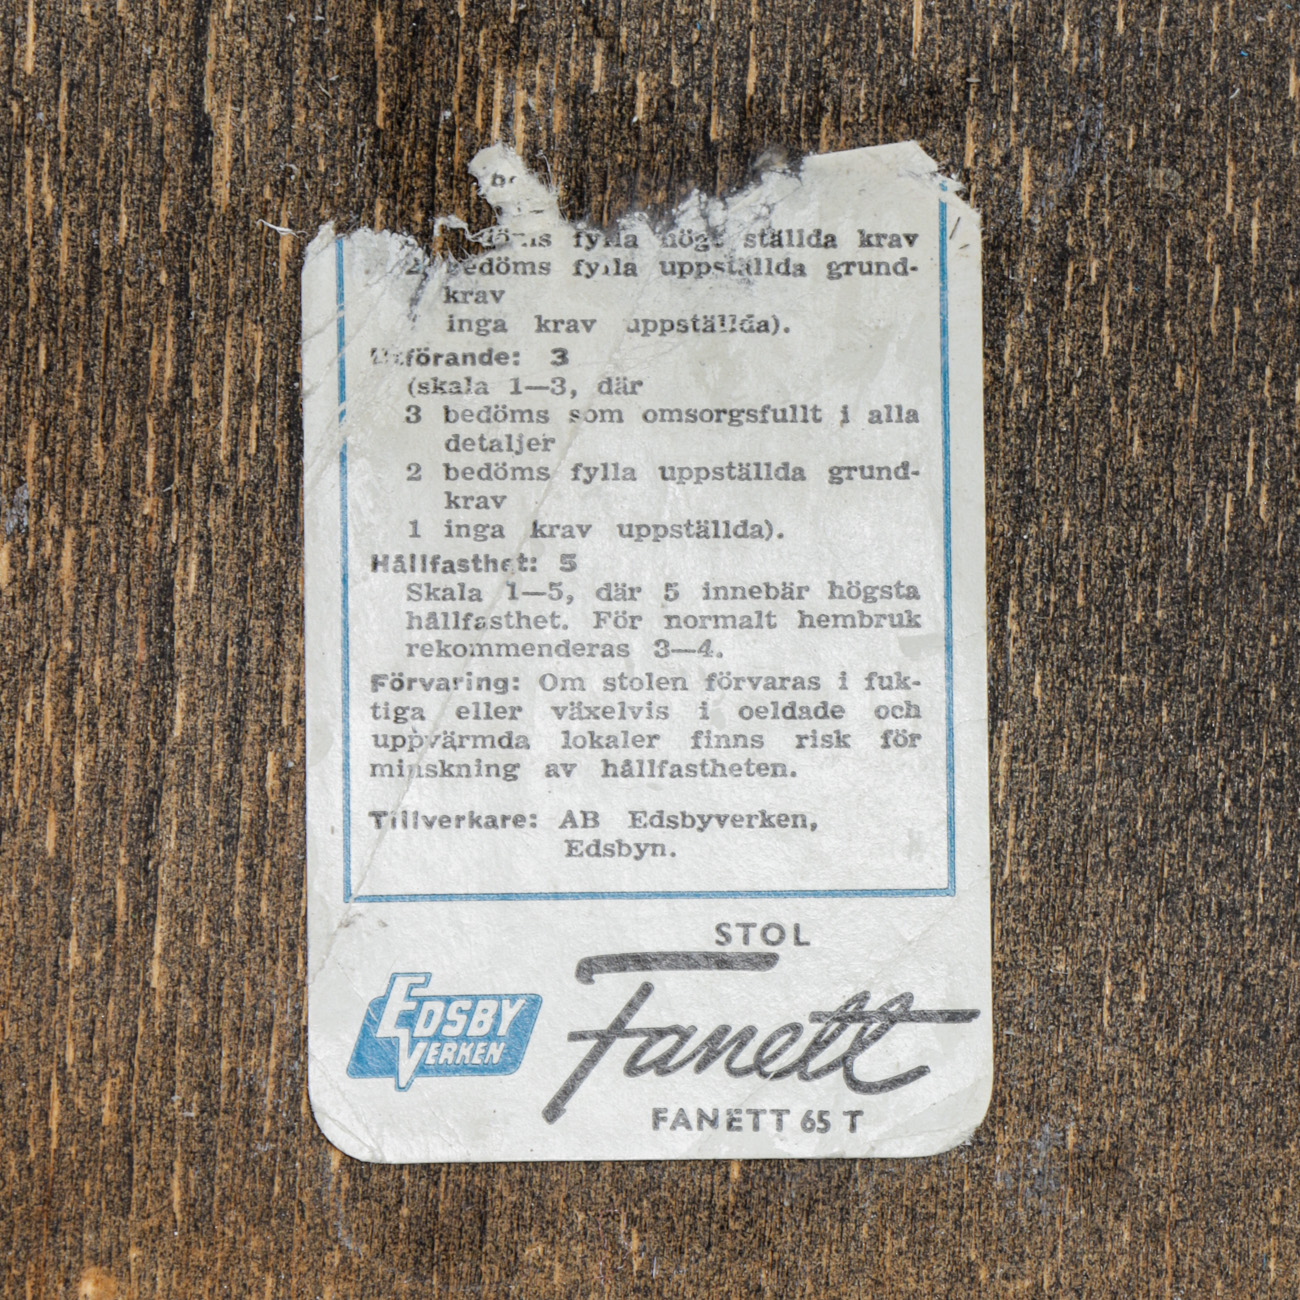 fylla högt ställda krav
2 bedöms fylla uppställda grund-
krav
inga krav uppställda).
Utförande: 3
(skala 1—3, där
3 bedöms som omsorgsfullt i alla
detaljer
2 bedöms fylla uppställda grund-
krav
1 inga krav uppställda).
Hållfasthet: 5
Skala 1—5, där 5 innebär högsta
hållfasthet. För normalt hembruk
rekommenderas 3—4.
Förvaring: Om stolen förvaras i fuk-
tiga eller växelvis i oeldade och
uppvärmda lokaler finns risk för
minskning av hållfastheten.
Tillverkare: AB Edsbyverken,
Edsbyn.
STOL
EDSBY
VERKEN
Fanett
FANETT 65 T